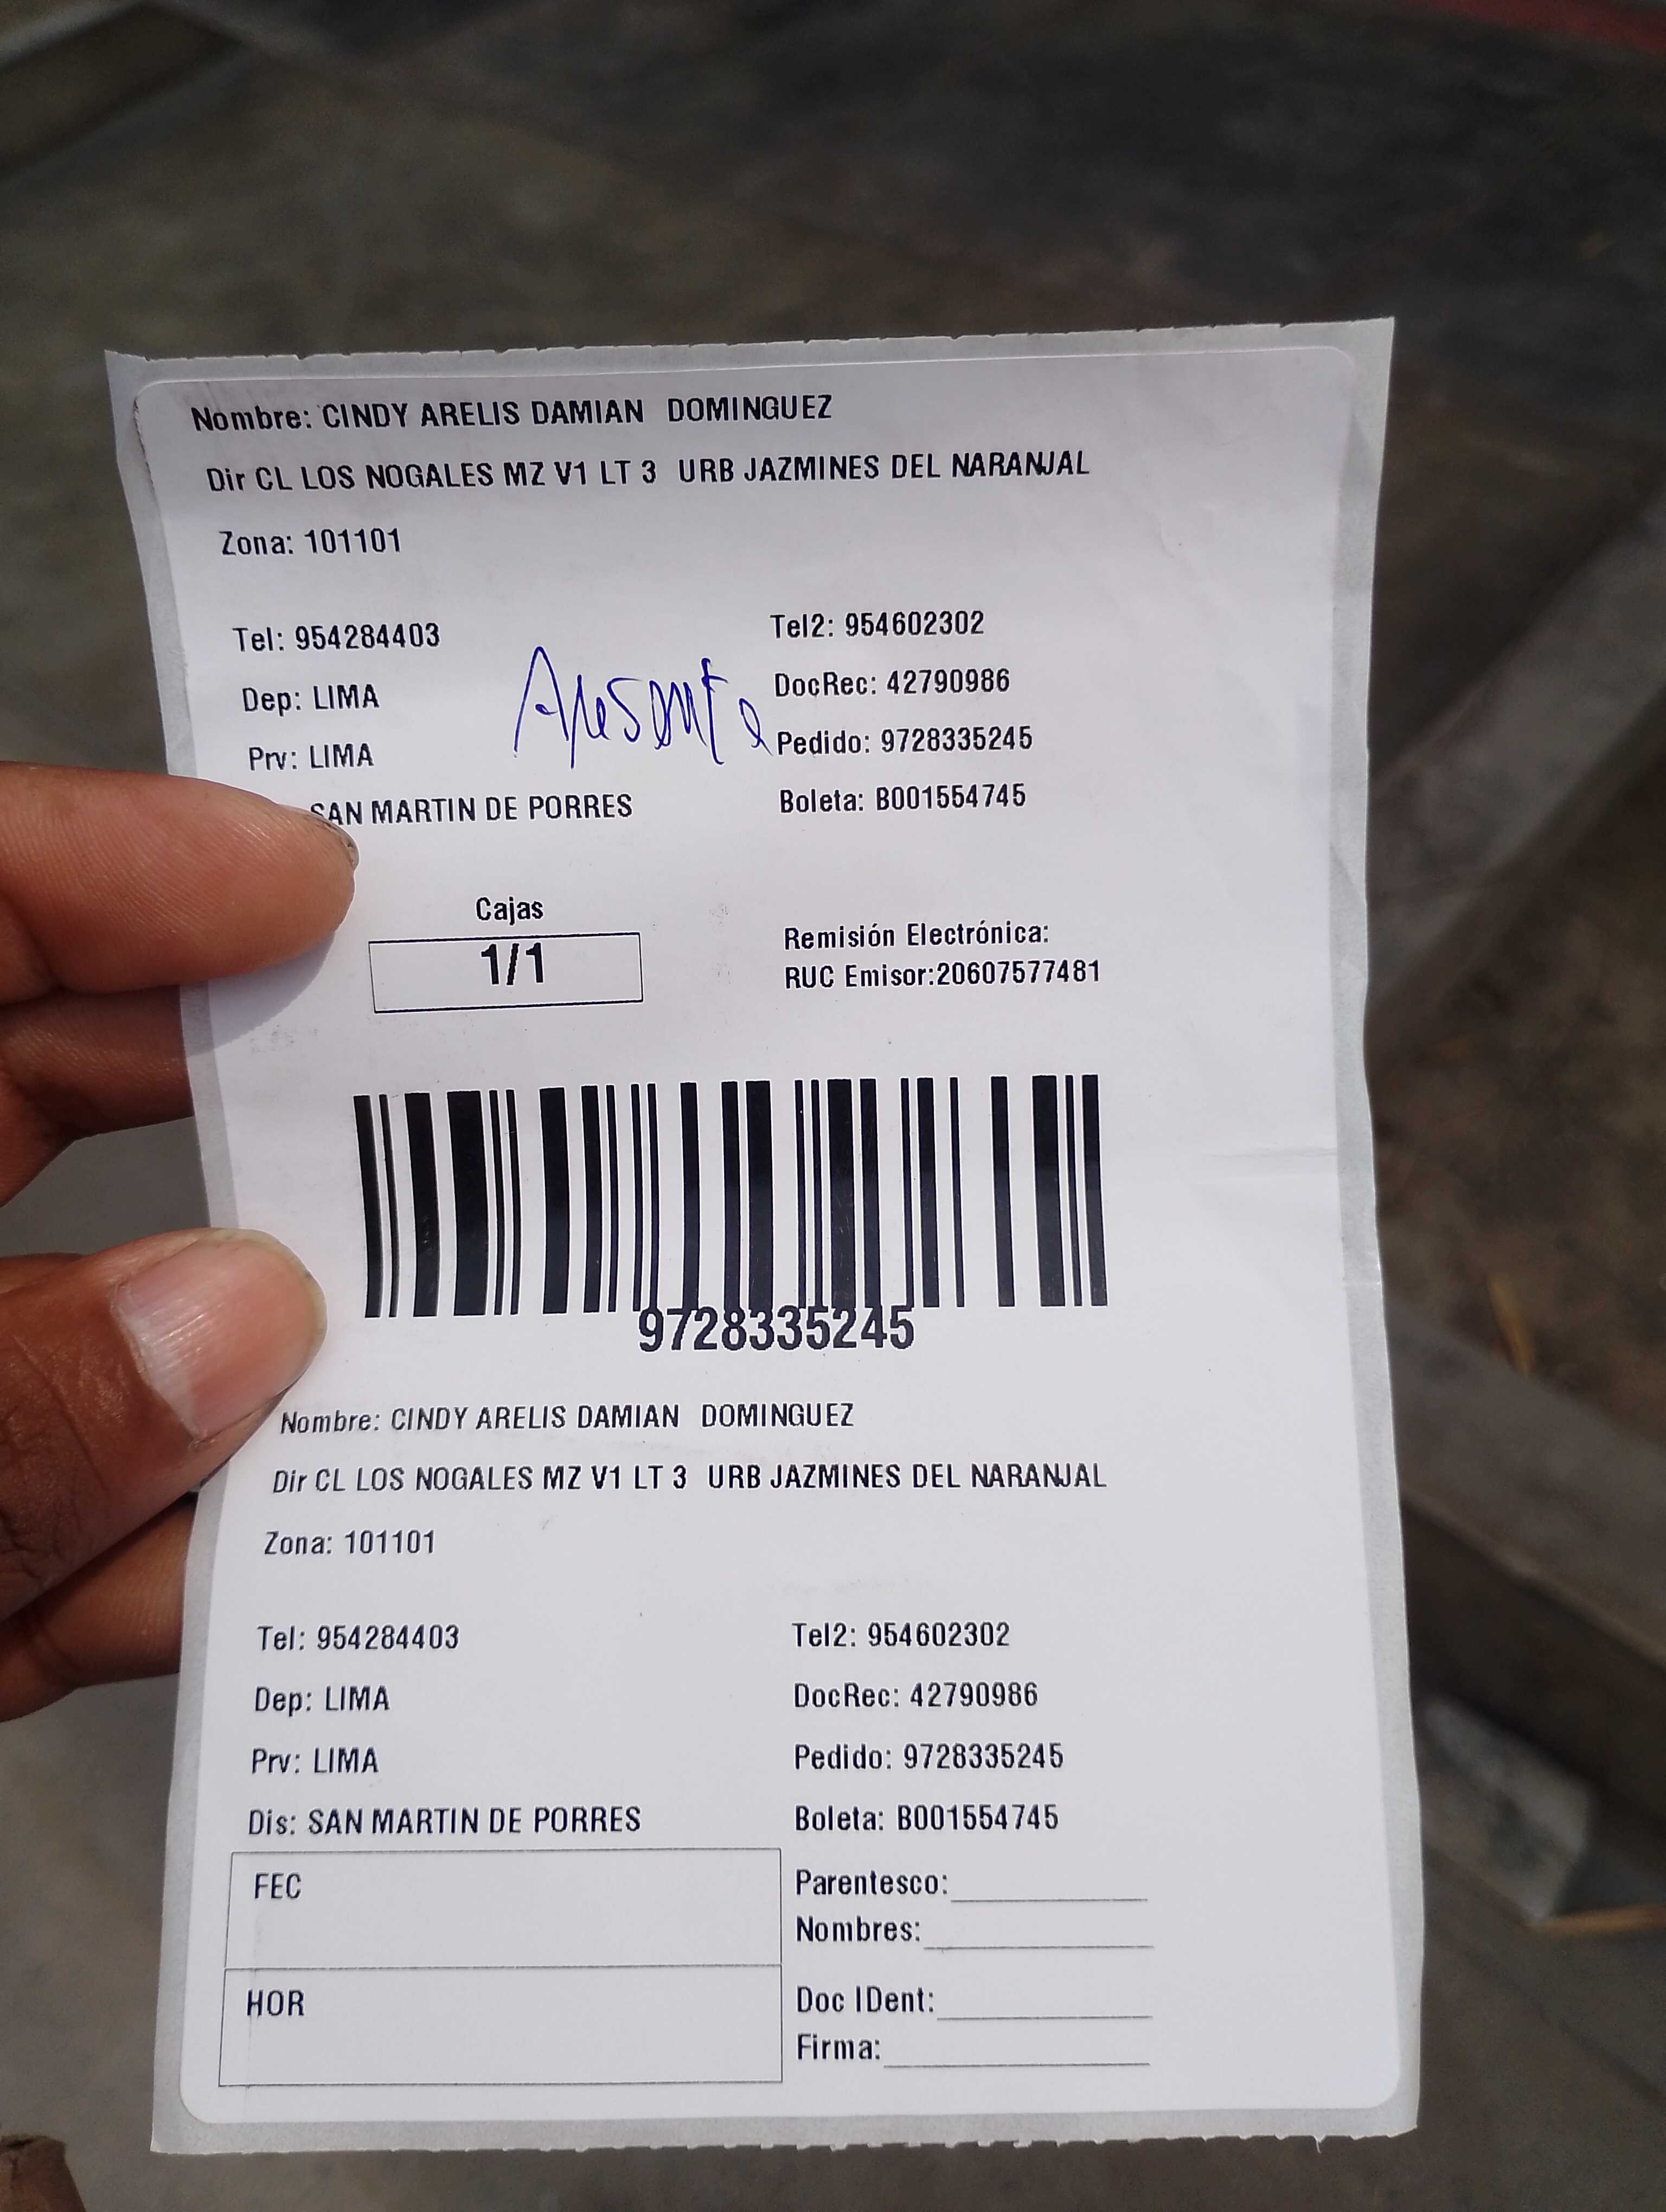 Nombre: CINDY ARELIS DAMIAN DOMINGUEZ
Dir CL LOS NOGALES MZ V1 LT 3 URB JAZMINES DEL NARANJAL
Zona: 101101
Tel: 954284403 Tel2: 954602302
Dep: LIMA DocRec: 42790986
Prv: LIMA Pedido: 9728335245
SAN MARTIN DE PORRES Boleta: B001554745
Cajas
1/1
Remisión Electrónica:
RUC Emisor:20607577481
9728335245
Nombre: CINDY ARELIS DAMIAN DOMINGUEZ
Dir CL LOS NOGALES MZ V1 LT 3 URB JAZMINES DEL NARANJAL
Zona: 101101
Tel: 954284403 Tel2: 954602302
Dep: LIMA DocRec: 42790986
Prv: LIMA Pedido: 9728335245
Dis: SAN MARTIN DE PORRES Boleta: B001554745
FEC
HOR
Parentesco:
Nombres:
Doc IDent:
Firma: